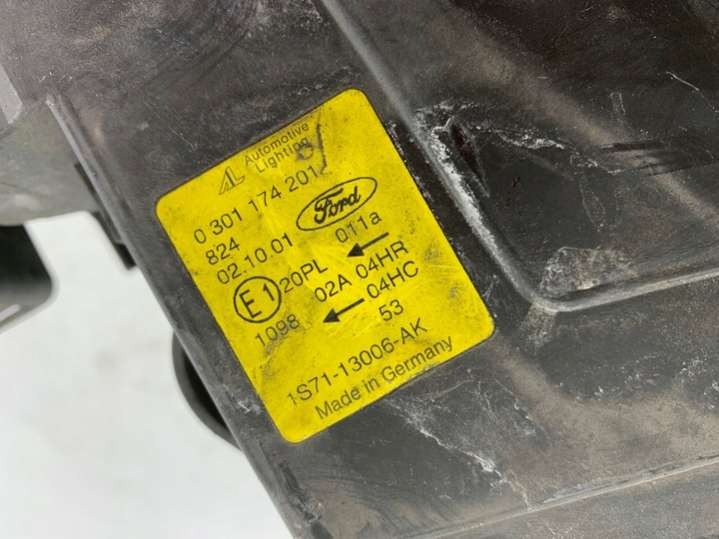 AL Automotive
Lighting
0 301 174 201
824
02.10.01
Ford
E1 20PL 011a
02A 04HR
1098 04HC
53
1S71-13006-AK
Made in Germany